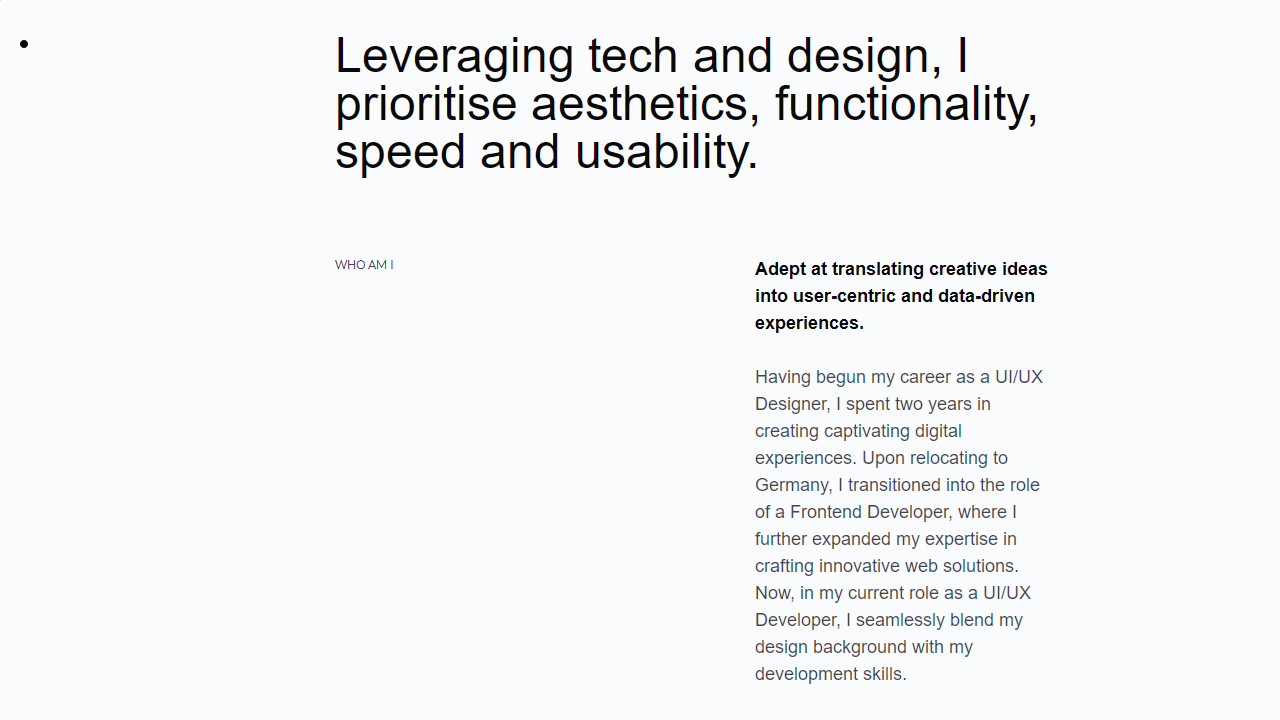 Leveraging tech and design, I
prioritise aesthetics, functionality,
speed and usability.
WHO AM I
Adept at translating creative ideas
into user-centric and data-driven
experiences.
Having begun my career as a UI/UX
Designer, I spent two years in
creating captivating digital
experiences. Upon relocating to
Germany, I transitioned into the role
of a Frontend Developer, where I
further expanded my expertise in
crafting innovative web solutions.
Now, in my current role as a UI/UX
Developer, I seamlessly blend my
design background with my
development skills.